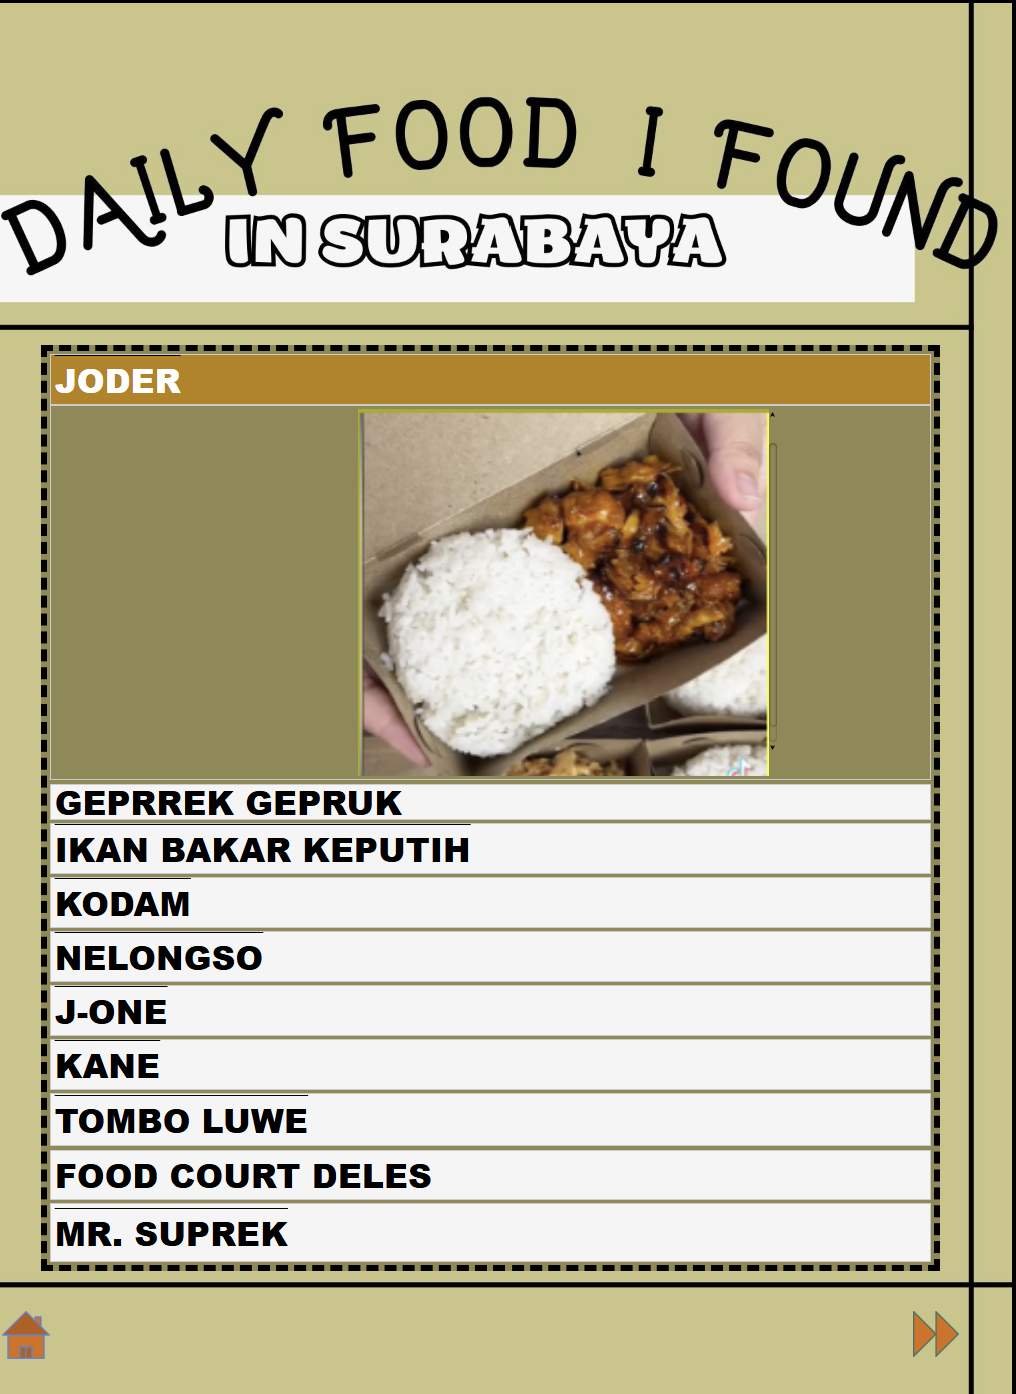 DAILY FOOD I FOUND
IN SURABAYA
JODER
GEPRREK GEPRUK
IKAN BAKAR KEPUTIH
KODAM
NELONGSO
J-ONE
KANE
TOMBO LUWE
FOOD COURT DELES
MR. SUPREK